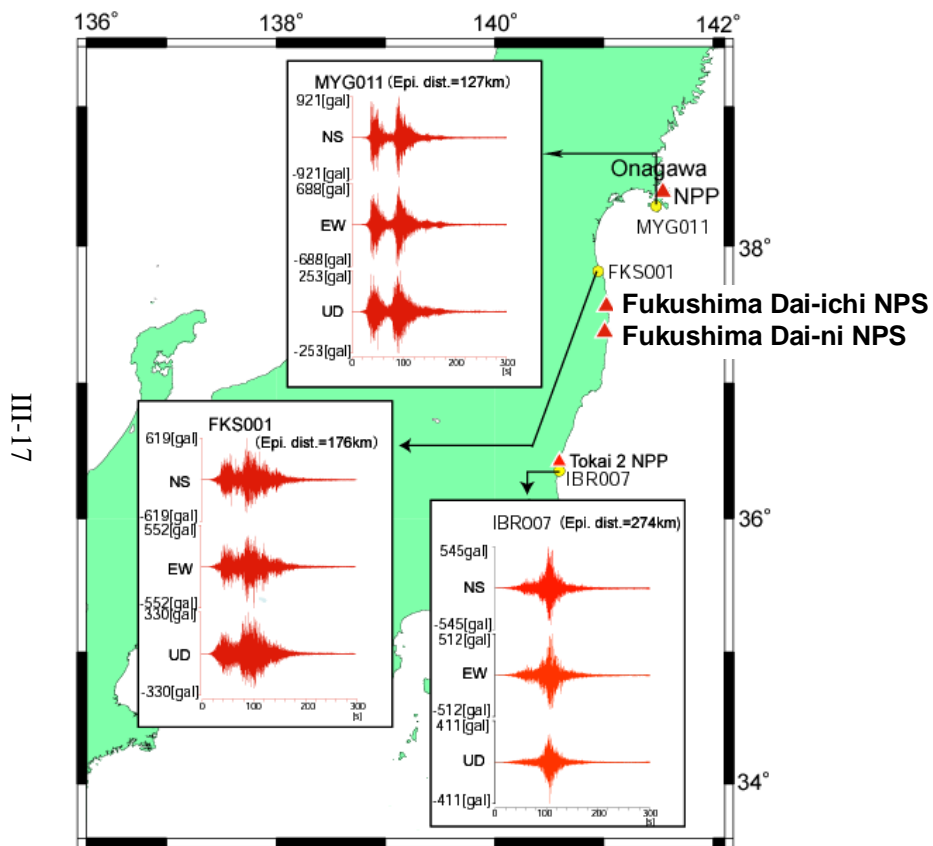 136°
138°
140°
142°
MYG011 (Epi. dist.=127km)
921[gal]
NS
-921[gal]
688[gal]
EW
-688[gal]
253[gal]
UD
-253[gal]
0
100
200
300
[s]
Onagawa
NPP
MYG011
38°
FKS001
Fukushima Dai-ichi NPS
Fukushima Dai-ni NPS
III-17
FKS001
(Epi. dist.=176km)
619[gal]
NS
-619[gal]
552[gal]
EW
-552[gal]
330[gal]
UD
-330[gal]
0
100
200
300
[s]
Tokai 2 NPP
IBR007
36°
IBR007 (Epi. dist.=274km)
545[gal]
NS
-545[gal]
512[gal]
EW
-512[gal]
411[gal]
UD
-411[gal]
0
100
200
300
[s]
34°